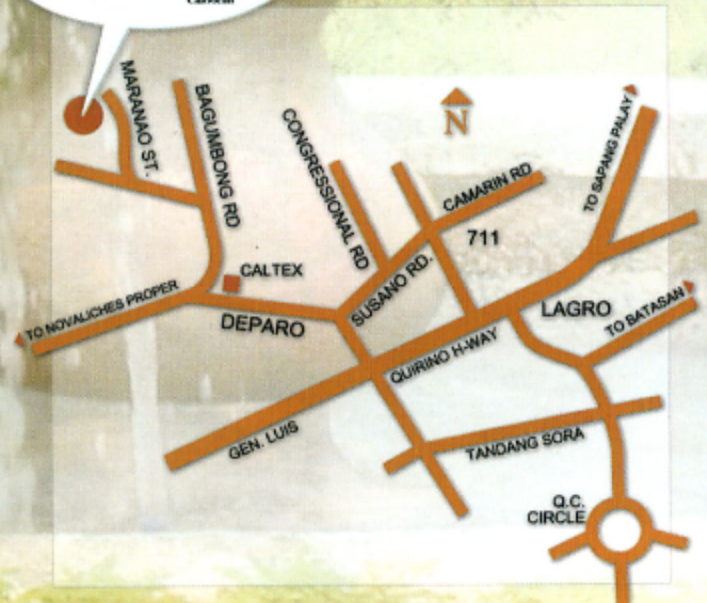 MARANAO ST.
BAGUMBONG RD
CONGRESSIONAL RD
N
TO SAPANG PALAY
CAMARIN RD
711
CALTEX
SUSANO RD.
TO NOVALICHES PROPER
DEPARO
LAGRO
TO BATASAN
QUIRINO H-WAY
GEN. LUIS
TANDANG SORA
Q.C.
CIRCLE